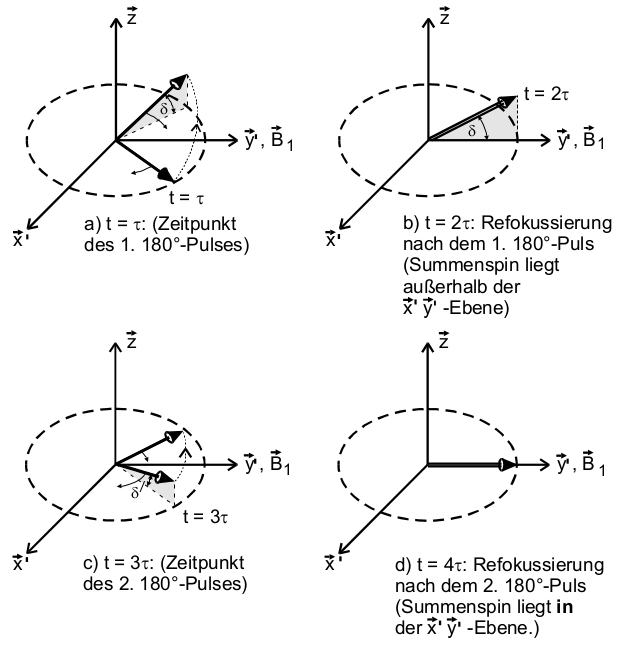 z⃗
δ
y⃗', B⃗₁
t = τ
x⃗'
a) t = τ: (Zeitpunkt
des 1. 180°-Pulses)
z⃗
t = 2τ
δ
y⃗', B⃗₁
x⃗'
b) t = 2τ: Refokussierung
nach dem 1. 180°-Puls
(Summenspin liegt
außerhalb der
x⃗' y⃗' -Ebene)
z⃗
y⃗', B⃗₁
δ'
t = 3τ
x⃗'
c) t = 3τ: (Zeitpunkt
des 2. 180°-Pulses)
z⃗
y⃗', B⃗₁
x⃗'
d) t = 4τ: Refokussierung
nach dem 2. 180°-Puls
(Summenspin liegt in
der x⃗' y⃗' -Ebene.)